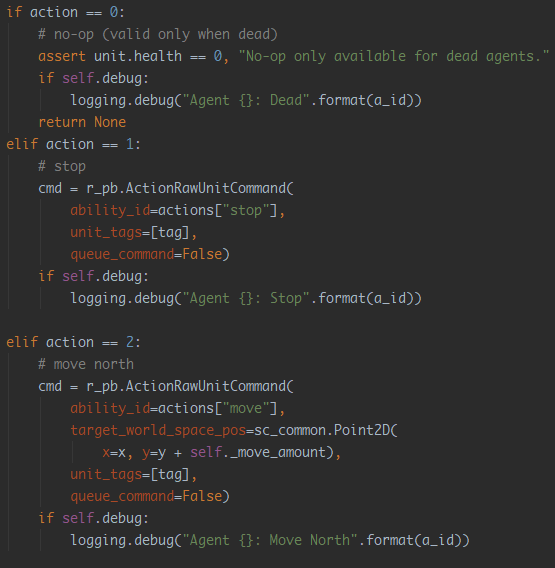 if action == 0:
    # no-op (valid only when dead)
    assert unit.health == 0, "No-op only available for dead agents."
    if self.debug:
        logging.debug("Agent {}: Dead".format(a_id))
    return None
elif action == 1:
    # stop
    cmd = r_pb.ActionRawUnitCommand(
        ability_id=actions["stop"],
        unit_tags=[tag],
        queue_command=False)
    if self.debug:
        logging.debug("Agent {}: Stop".format(a_id))

elif action == 2:
    # move north
    cmd = r_pb.ActionRawUnitCommand(
        ability_id=actions["move"],
        target_world_space_pos=sc_common.Point2D(
            x=x, y=y + self._move_amount),
        unit_tags=[tag],
        queue_command=False)
    if self.debug:
        logging.debug("Agent {}: Move North".format(a_id))